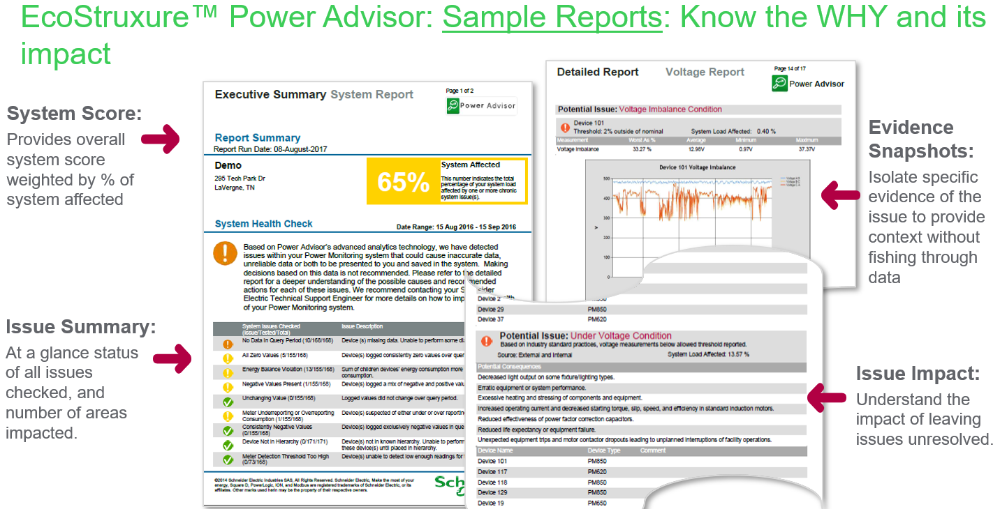 EcoStruxure™ Power Advisor: Sample Reports: Know the WHY and its
impact
System Score:
Provides overall
system score
weighted by % of
system affected
Issue Summary:
At a glance status
of all issues
checked, and
number of areas
impacted.
Executive Summary System Report
Page 1 of 2
Power Advisor
Report Summary
Report Run Date: 08-August-2017
Demo
295 Tech Park Dr
LaVergne, TN
65%
System Affected
This number indicates the total
percentage of your system load
affected by one or more chronic
system issue(s).
System Health Check
Date Range: 15 Aug 2016 - 15 Sep 2016
Based on Power Advisor's advanced analytics technology, we have detected
issues within your Power Monitoring system that could cause inaccurate data,
unreliable data or both to be presented to you and saved in the system. Making
decisions based on this data is not recommended. Please refer to the detailed
report for a deeper understanding of the possible causes and recommended
actions for each of these issues. We recommend contacting your
Electric Technical Support Engineer for more details on how to
of your Power Monitoring system.
System Issues Checked
(Issue/Tested/Total)
Issue Description
No Data In Query Period (10/168/168)
Device (s) missing data. Unable to perform some
All Zero Values (5/155/168)
Device(s) logged consistently zero values over
Energy Balance Violation (13/155/168)
Sum of children devices' energy consumption more
consumption.
Negative Values Present (1/155/168)
Device(s) logged a mix of negative and positive
Unchanging Value (0/155/168)
Logged values did not change over query period.
Meter Underreporting or Overreporting
Consumption (1/155/168)
Device(s) suspected of either under or over
Consistently Negative Values
(0/155/168)
Device(s) logged exclusively negative values in
Device Not in Hierarchy (0/171/171)
Device(s) not in known hierarchy. Unable to perform
these device(s) until placed in hierarchy.
Meter Detection Threshold Too High
(0/73/168)
Device(s) unable to detect low enough readings for
©2014 Schneider Electric Industries SAS, All Rights Reserved. Schneider Electric, Make the most of your
energy, Square D, PowerLogic, ION, and Modbus are registered trademarks of Schneider Electric, or its
affiliates. Other marks used herin may be the property of their respective owners.
Sch
Detailed Report Voltage Report
Page 14 of 17
Power Advisor
Potential Issue: Voltage Imbalance Condition
Device 101
Threshold: 2% outside of nominal System Load Affected: 0.40 %
Measurement Worst As % Average Minimum Maximum
Voltage Imbalance 33.27 % 12.98V 0.97V 37.37V
Device 101 Voltage Imbalance
500
400
300
200
100
0
V
Device 2
Device 29 PM850
Device 37 PM620
Potential Issue: Under Voltage Condition
Based on Industry standard practices, voltage measurements below allowed threshold reported.
Source: External and Internal System Load Affected: 13.57 %
Potential Consequences
Decreased light output on some fixture/lighting types.
Erratic equipment or system performance.
Excessive heating and stressing of components and equipment.
Increased operating current and decreased starting torque, slip, speed, and efficiency in standard induction motors.
Reduced effectiveness of power factor correction capacitors.
Reduced life expectancy or equipment failure.
Unexpected equipment trips and motor contactor dropouts leading to unplanned interruptions of facility operations.
Device Name Device Type Comment
Device 101 PM850
Device 117 PM620
Device 118 PM850
Device 129 PM850
Device 19 PM650
Evidence
Snapshots:
Isolate specific
evidence of the
issue to provide
context without
fishing through
data
Issue Impact:
Understand the
impact of leaving
issues unresolved.